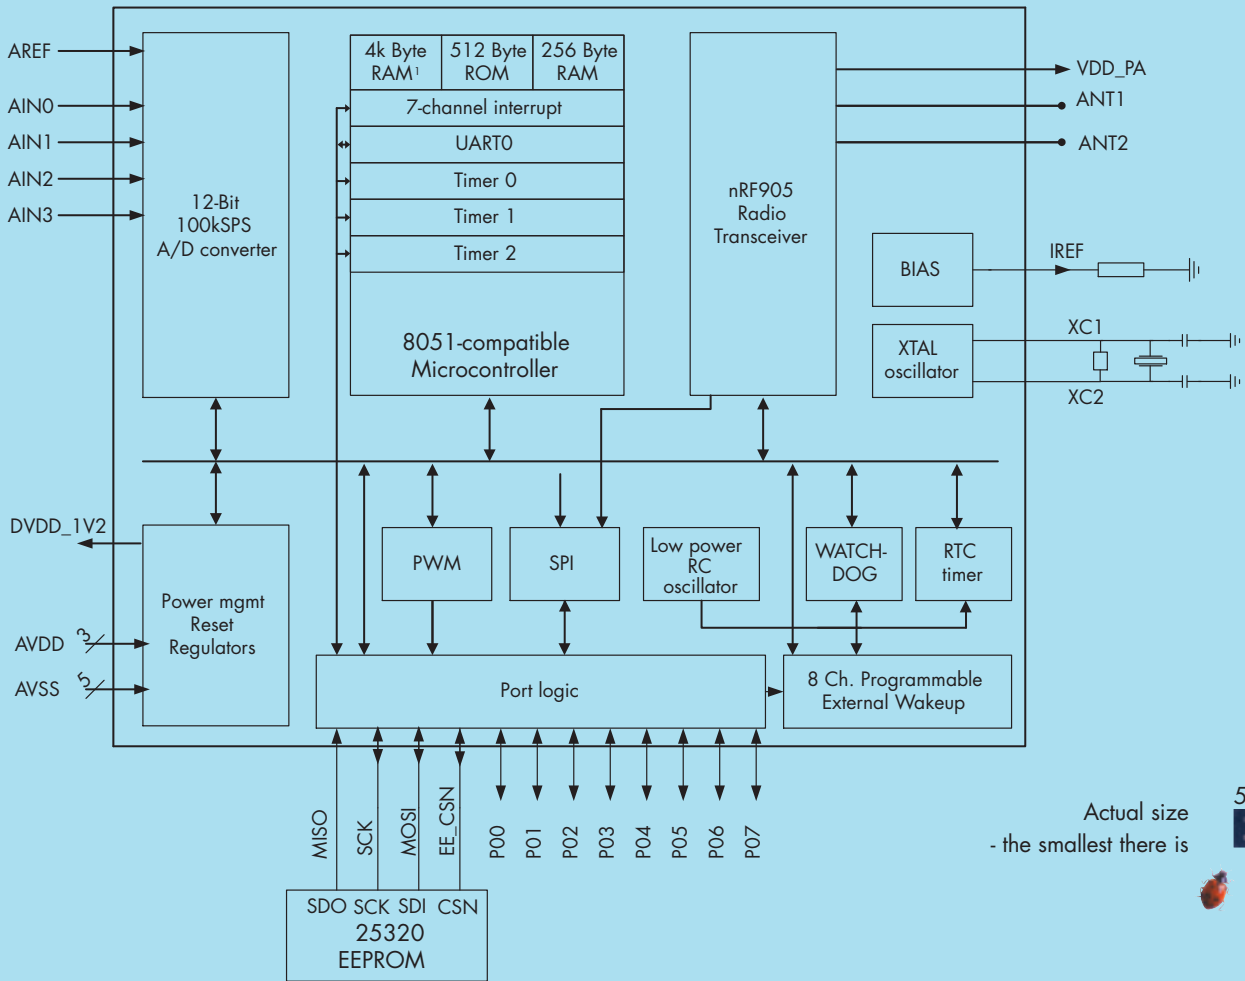 AREF
AIN0
AIN1
AIN2
AIN3
12-Bit
100kSPS
A/D converter
4k Byte
RAM¹
512 Byte
ROM
256 Byte
RAM
7-channel interrupt
UART0
Timer 0
Timer 1
Timer 2
8051-compatible
Microcontroller
nRF905
Radio
Transceiver
VDD_PA
ANT1
ANT2
BIAS
IREF
XTAL
oscillator
XC1
XC2
DVDD_1V2
AVDD
3
AVSS
5
Power mgmt
Reset
Regulators
PWM
SPI
Low power
RC
oscillator
WATCH-
DOG
RTC
timer
Port logic
8 Ch. Programmable
External Wakeup
MISO
SCK
MOSI
EE_CSN
P00
P01
P02
P03
P04
P05
P06
P07
SDO
SCK
SDI
CSN
25320
EEPROM
Actual size
- the smallest there is
5